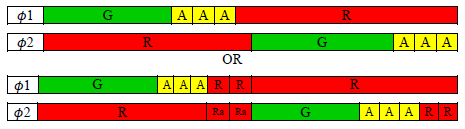 ϕ1 G A A A R
ϕ2 R G A A A
OR
ϕ1 G A A A R R R
ϕ2 R Ra Ra G A A A R R